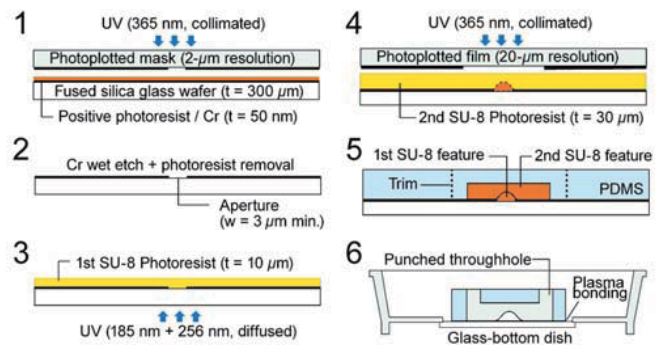 1
UV (365 nm, collimated)
Photoplotted mask (2-µm resolution)
Fused silica glass wafer (t = 300 µm)
Positive photoresist / Cr (t = 50 nm)
2
Cr wet etch + photoresist removal
Aperture
(w = 3 µm min.)
3
1st SU-8 Photoresist (t = 10 µm)
UV (185 nm + 256 nm, diffused)
4
UV (365 nm, collimated)
Photoplotted film (20-µm resolution)
2nd SU-8 Photoresist (t = 30 µm)
5
1st SU-8 feature
2nd SU-8 feature
Trim
PDMS
6
Punched throughhole
Plasma
bonding
Glass-bottom dish